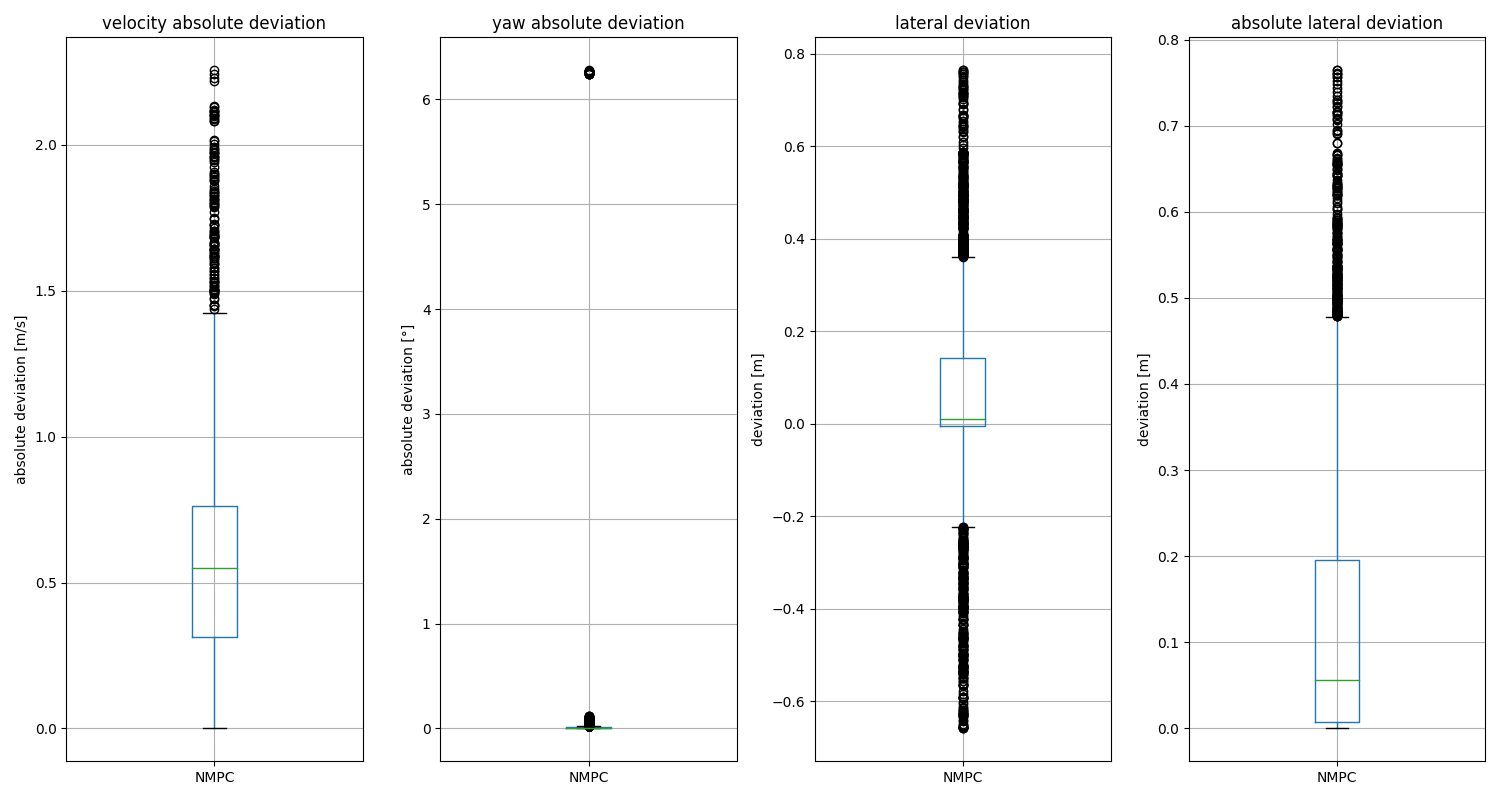 velocity absolute deviation
absolute deviation [m/s]
2.0
1.5
1.0
0.5
0.0
NMPC
yaw absolute deviation
absolute deviation [°]
6
5
4
3
2
1
0
NMPC
lateral deviation
deviation [m]
0.8
0.6
0.4
0.2
0.0
−0.2
−0.4
−0.6
NMPC
absolute lateral deviation
deviation [m]
0.8
0.7
0.6
0.5
0.4
0.3
0.2
0.1
0.0
NMPC